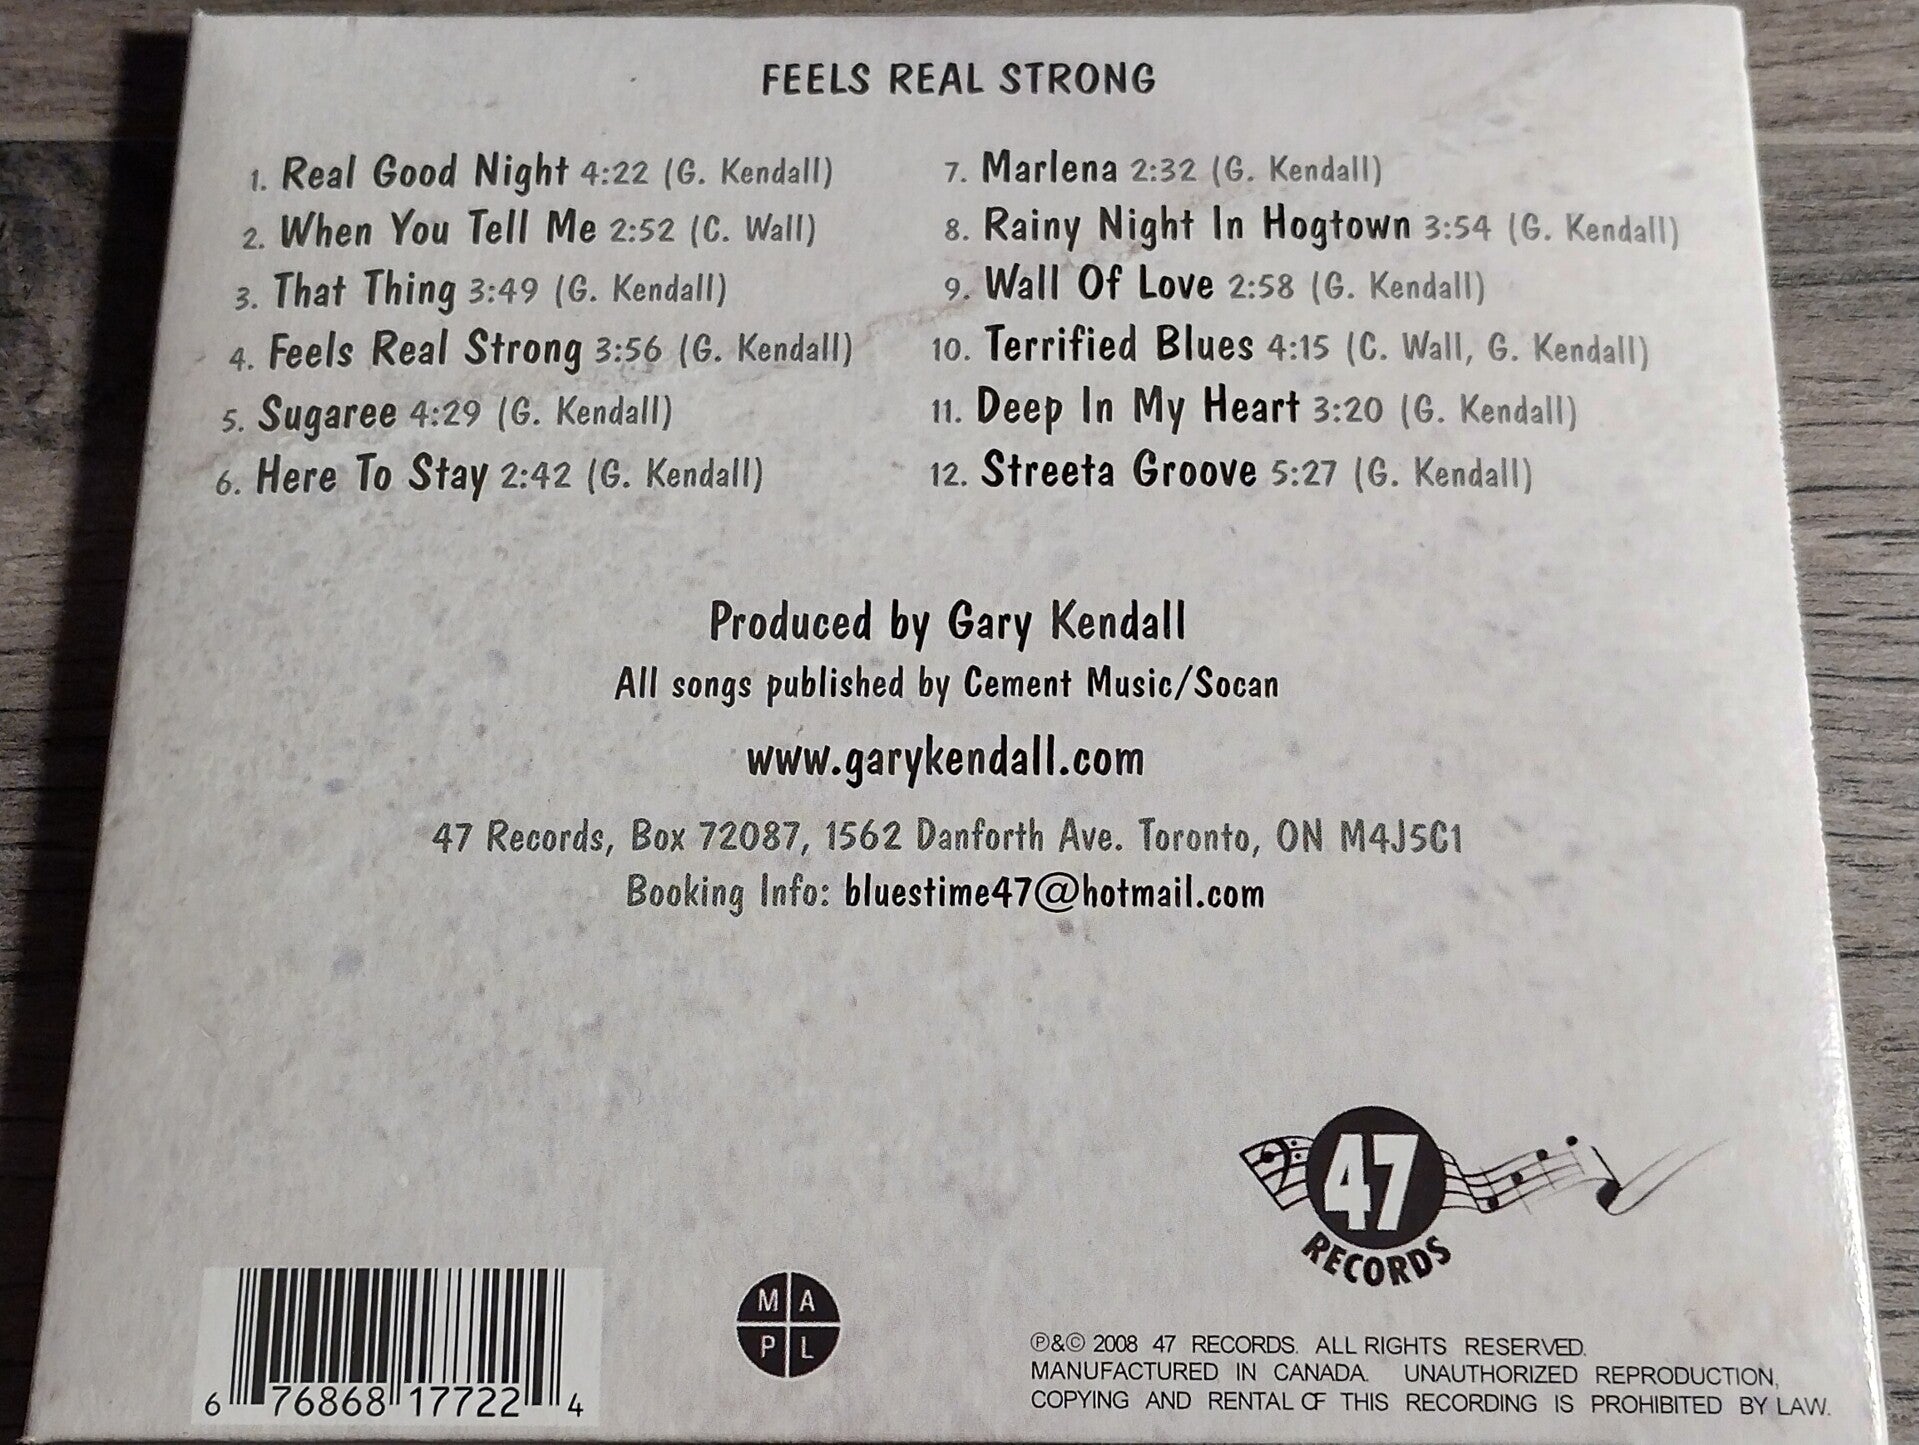 FEELS REAL STRONG
1. Real Good Night 4:22 (G. Kendall)
2. When You Tell Me 2:52 (C. Wall)
3. That Thing 3:49 (G. Kendall)
4. Feels Real Strong 3:56 (G. Kendall)
5. Sugaree 4:29 (G. Kendall)
6. Here To Stay 2:42 (G. Kendall)
7. Marlena 2:32 (G. Kendall)
8. Rainy Night In Hogtown 3:54 (G. Kendall)
9. Wall Of Love 2:58 (G. Kendall)
10. Terrified Blues 4:15 (C. Wall, G. Kendall)
11. Deep In My Heart 3:20 (G. Kendall)
12. Streeta Groove 5:27 (G. Kendall)
Produced by Gary Kendall
All songs published by Cement Music/Socan
www.garykendall.com
47 Records, Box 72087, 1562 Danforth Ave. Toronto, ON M4J5C1
Booking Info: bluestime47@hotmail.com
47
RECORDS
6 76868 17722 4
M A
P L
℗&© 2008 47 RECORDS. ALL RIGHTS RESERVED.
MANUFACTURED IN CANADA. UNAUTHORIZED REPRODUCTION,
COPYING AND RENTAL OF THIS RECORDING IS PROHIBITED BY LAW.